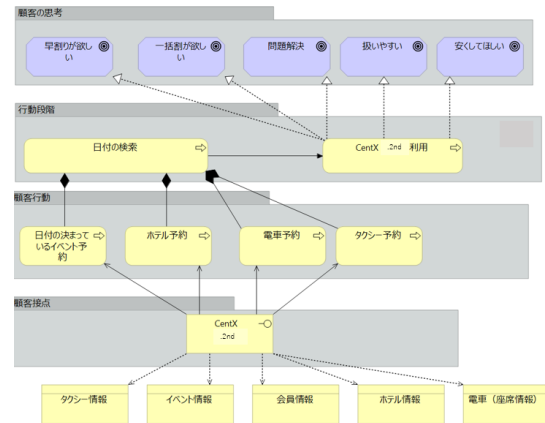 顧客の思考
早割りが欲し
い
一括割が欲し
い
問題解決
扱いやすい
安くしてほしい
行動段階
日付の検索
CentX .2nd 利用
顧客行動
日付の決まって
いるイベント予
約
ホテル予約
電車予約
タクシー予約
顧客接点
CentX
.2nd
タクシー情報
イベント情報
会員情報
ホテル情報
電車（座席情報）